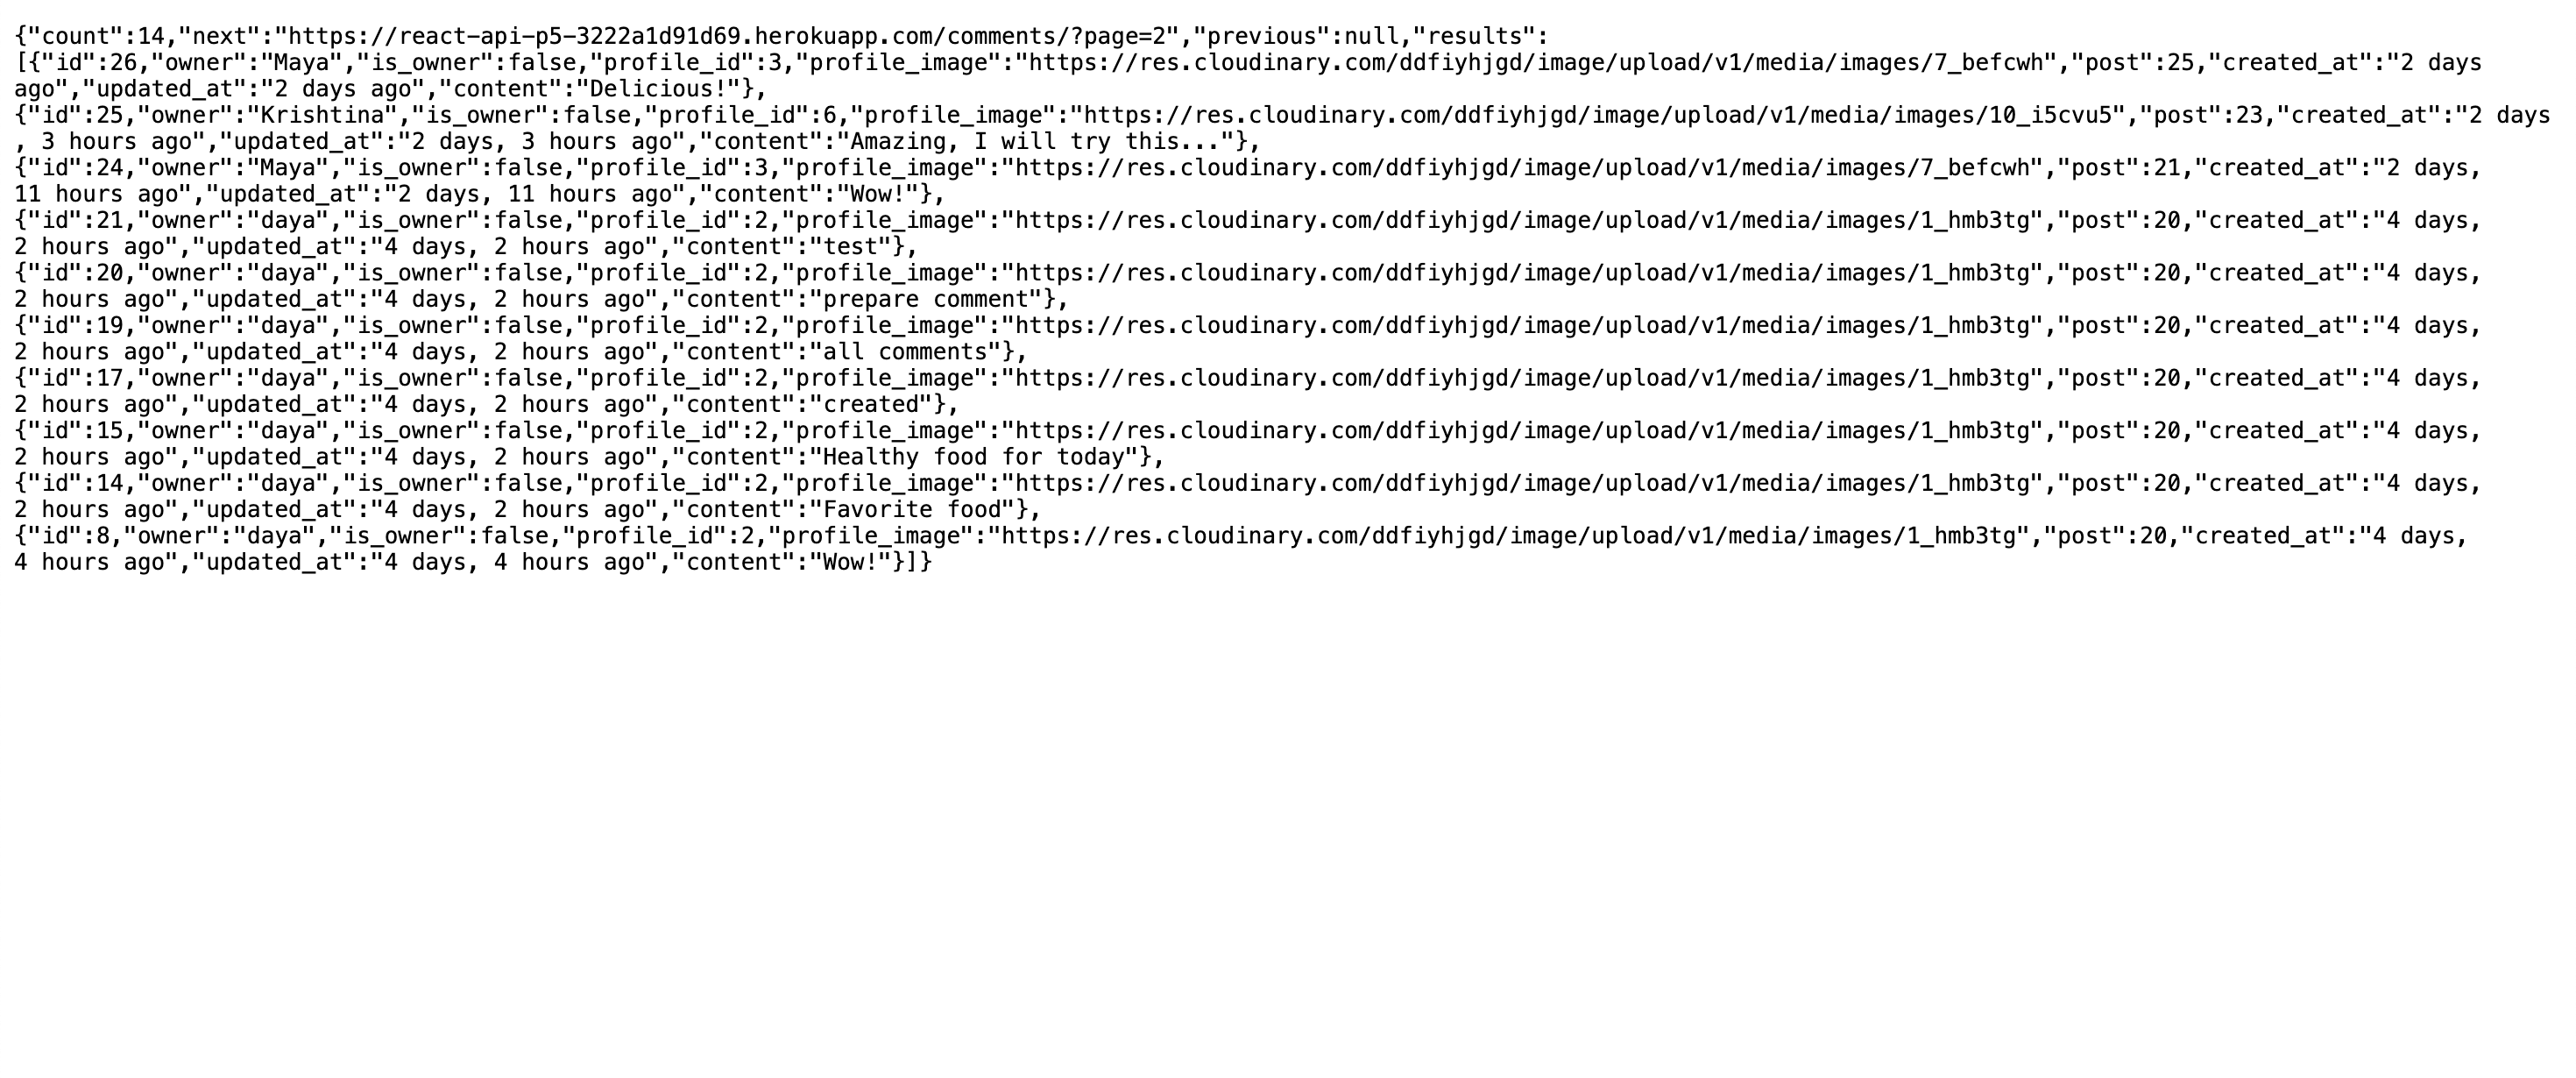 {"count":14,"next":"https://react-api-p5-3222a1d91d69.herokuapp.com/comments/?page=2","previous":null,"results":
[{"id":26,"owner":"Maya","is_owner":false,"profile_id":3,"profile_image":"https://res.cloudinary.com/ddfiyhjgd/image/upload/v1/media/images/7_befcwh","post":25,"created_at":"2 days
ago","updated_at":"2 days ago","content":"Delicious!"},
{"id":25,"owner":"Krishtina","is_owner":false,"profile_id":6,"profile_image":"https://res.cloudinary.com/ddfiyhjgd/image/upload/v1/media/images/10_i5cvu5","post":23,"created_at":"2 days
, 3 hours ago","updated_at":"2 days, 3 hours ago","content":"Amazing, I will try this..."},
{"id":24,"owner":"Maya","is_owner":false,"profile_id":3,"profile_image":"https://res.cloudinary.com/ddfiyhjgd/image/upload/v1/media/images/7_befcwh","post":21,"created_at":"2 days,
11 hours ago","updated_at":"2 days, 11 hours ago","content":"Wow!"},
{"id":21,"owner":"daya","is_owner":false,"profile_id":2,"profile_image":"https://res.cloudinary.com/ddfiyhjgd/image/upload/v1/media/images/1_hmb3tg","post":20,"created_at":"4 days,
2 hours ago","updated_at":"4 days, 2 hours ago","content":"test"},
{"id":20,"owner":"daya","is_owner":false,"profile_id":2,"profile_image":"https://res.cloudinary.com/ddfiyhjgd/image/upload/v1/media/images/1_hmb3tg","post":20,"created_at":"4 days,
2 hours ago","updated_at":"4 days, 2 hours ago","content":"prepare comment"},
{"id":19,"owner":"daya","is_owner":false,"profile_id":2,"profile_image":"https://res.cloudinary.com/ddfiyhjgd/image/upload/v1/media/images/1_hmb3tg","post":20,"created_at":"4 days,
2 hours ago","updated_at":"4 days, 2 hours ago","content":"all comments"},
{"id":17,"owner":"daya","is_owner":false,"profile_id":2,"profile_image":"https://res.cloudinary.com/ddfiyhjgd/image/upload/v1/media/images/1_hmb3tg","post":20,"created_at":"4 days,
2 hours ago","updated_at":"4 days, 2 hours ago","content":"created"},
{"id":15,"owner":"daya","is_owner":false,"profile_id":2,"profile_image":"https://res.cloudinary.com/ddfiyhjgd/image/upload/v1/media/images/1_hmb3tg","post":20,"created_at":"4 days,
2 hours ago","updated_at":"4 days, 2 hours ago","content":"Healthy food for today"},
{"id":14,"owner":"daya","is_owner":false,"profile_id":2,"profile_image":"https://res.cloudinary.com/ddfiyhjgd/image/upload/v1/media/images/1_hmb3tg","post":20,"created_at":"4 days,
2 hours ago","updated_at":"4 days, 2 hours ago","content":"Favorite food"},
{"id":8,"owner":"daya","is_owner":false,"profile_id":2,"profile_image":"https://res.cloudinary.com/ddfiyhjgd/image/upload/v1/media/images/1_hmb3tg","post":20,"created_at":"4 days,
4 hours ago","updated_at":"4 days, 4 hours ago","content":"Wow!"}]}